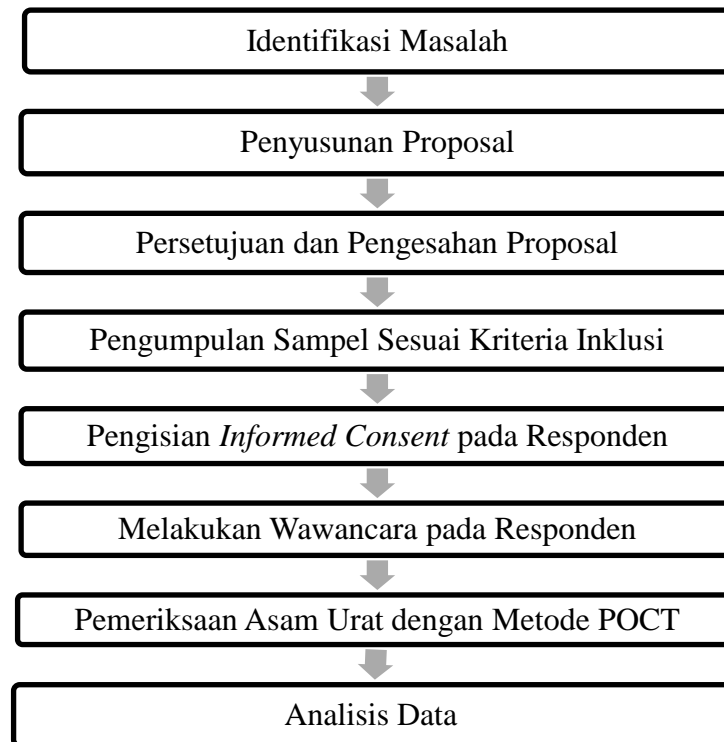 Identifikasi Masalah
Penyusunan Proposal
Persetujuan dan Pengesahan Proposal
Pengumpulan Sampel Sesuai Kriteria Inklusi
Pengisian Informed Consent pada Responden
Melakukan Wawancara pada Responden
Pemeriksaan Asam Urat dengan Metode POCT
Analisis Data